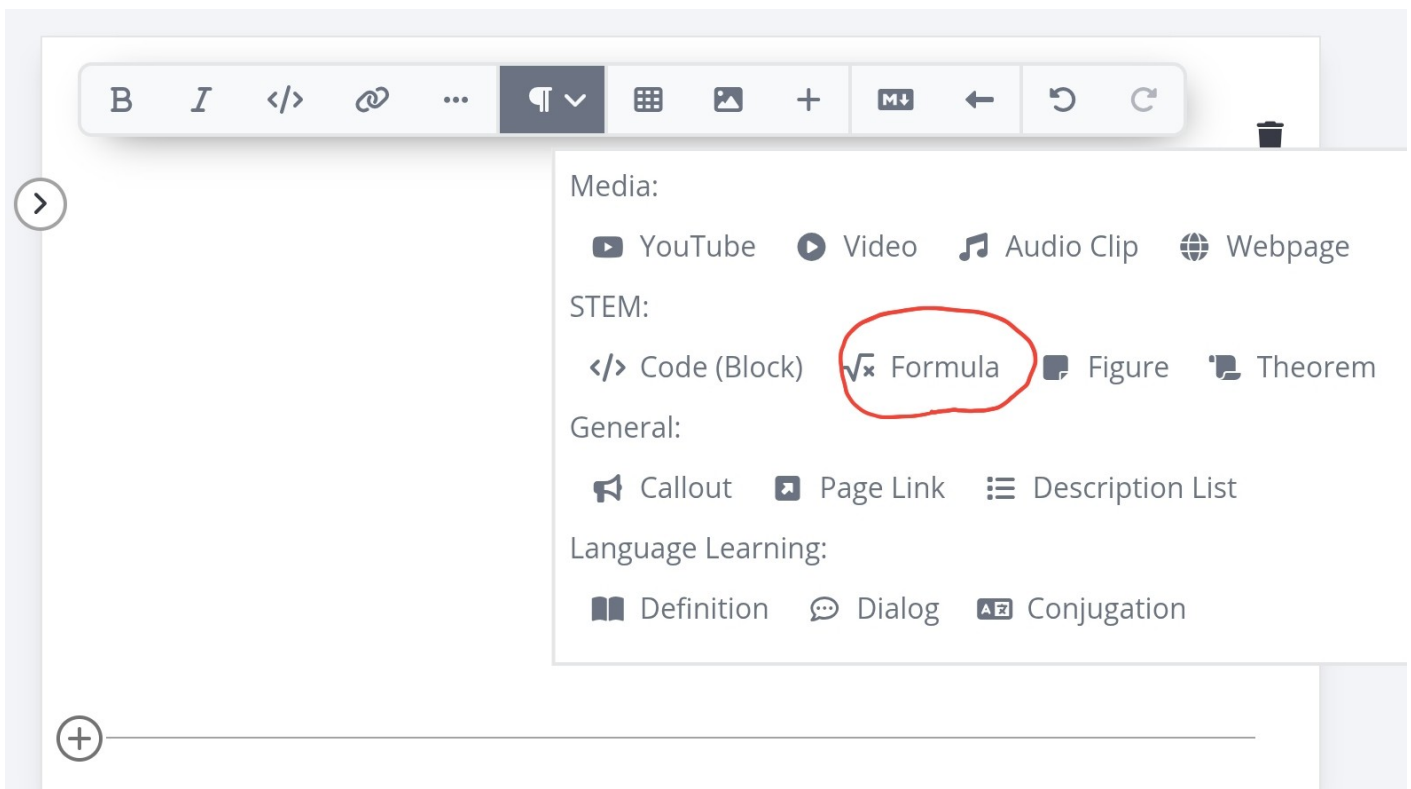 B I </> ¶ + M↓
Media:
YouTube Video Audio Clip Webpage
STEM:
</> Code (Block) √x Formula Figure Theorem
General:
Callout Page Link Description List
Language Learning:
Definition Dialog Conjugation